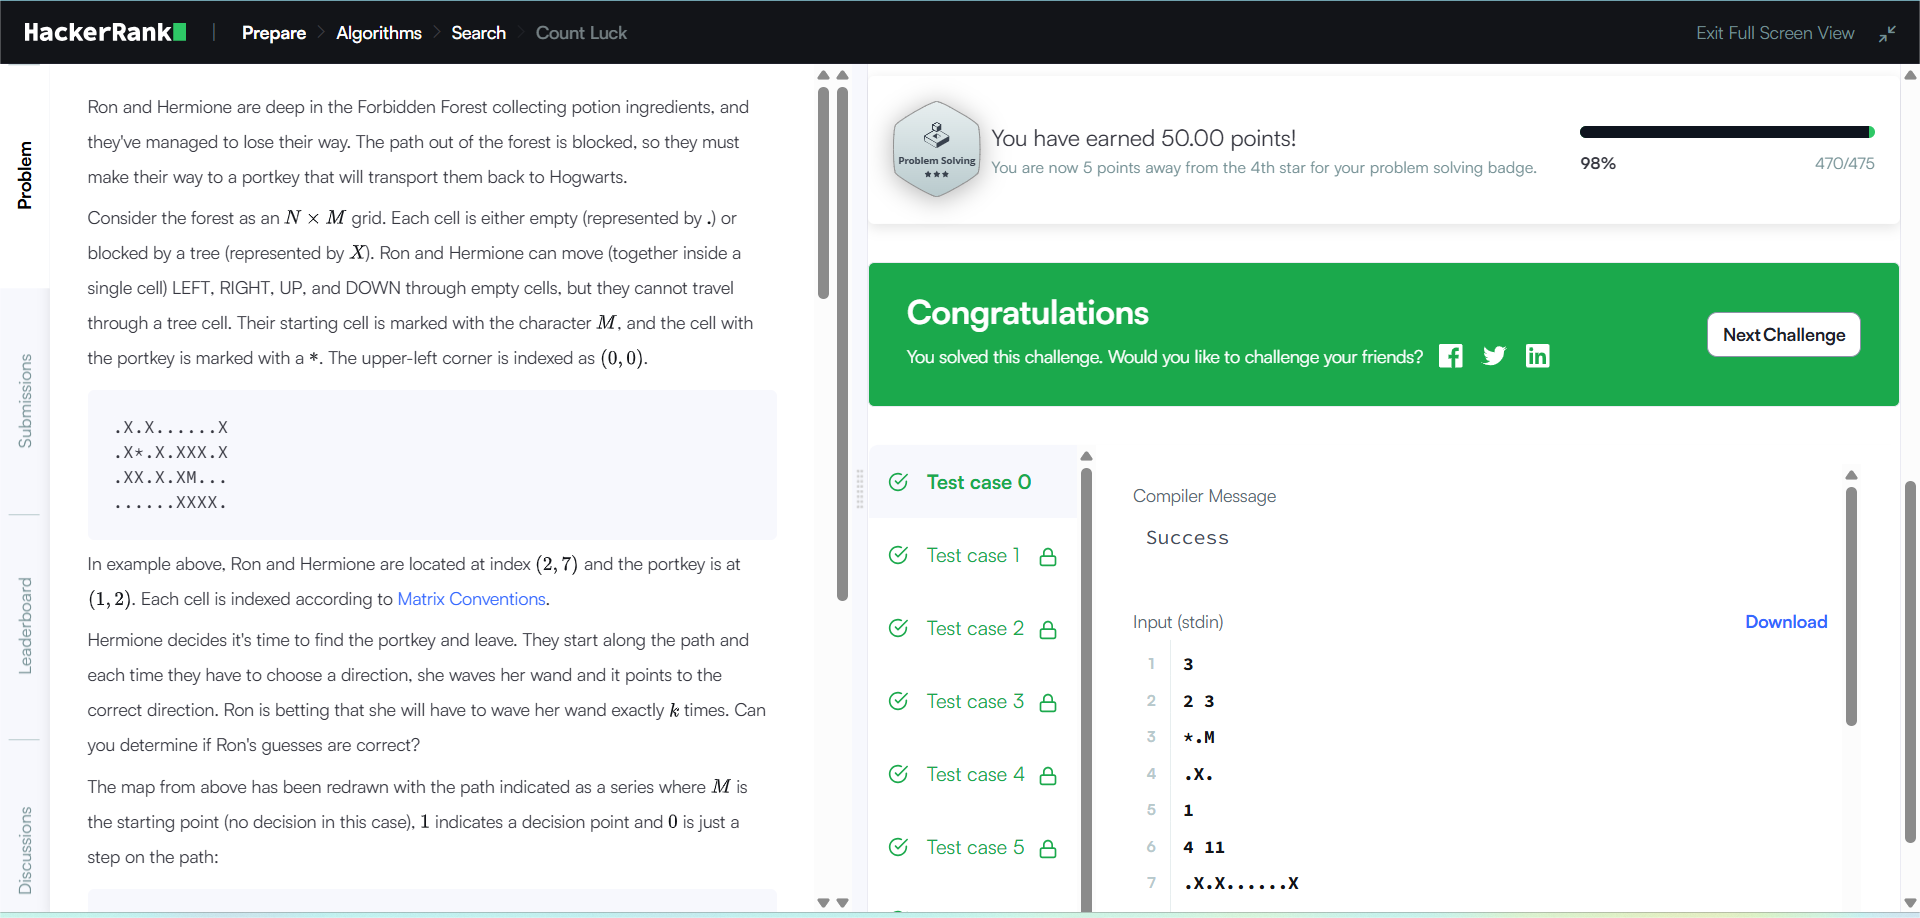 HackerRank
Prepare
Algorithms
Search
Count Luck
Exit Full Screen View
Problem
Submissions
Leaderboard
Discussions
Ron and Hermione are deep in the Forbidden Forest collecting potion ingredients, and
they've managed to lose their way. The path out of the forest is blocked, so they must
make their way to a portkey that will transport them back to Hogwarts.
Consider the forest as an N × M grid. Each cell is either empty (represented by .) or
blocked by a tree (represented by X). Ron and Hermione can move (together inside a
single cell) LEFT, RIGHT, UP, and DOWN through empty cells, but they cannot travel
through a tree cell. Their starting cell is marked with the character M, and the cell with
the portkey is marked with a *. The upper-left corner is indexed as (0, 0).
.X.X......X
.X*.X.XXX.X
.XX.X.XM...
......XXXX.
In example above, Ron and Hermione are located at index (2, 7) and the portkey is at
(1, 2). Each cell is indexed according to Matrix Conventions.
Hermione decides it's time to find the portkey and leave. They start along the path and
each time they have to choose a direction, she waves her wand and it points to the
correct direction. Ron is betting that she will have to wave her wand exactly k times. Can
you determine if Ron's guesses are correct?
The map from above has been redrawn with the path indicated as a series where M is
the starting point (no decision in this case), 1 indicates a decision point and 0 is just a
step on the path:
Problem Solving
You have earned 50.00 points!
You are now 5 points away from the 4th star for your problem solving badge.
98%
470/475
Congratulations
You solved this challenge. Would you like to challenge your friends?
Next Challenge
Test case 0
Test case 1
Test case 2
Test case 3
Test case 4
Test case 5
Compiler Message
Success
Input (stdin)
Download
1 3
2 2 3
3 *.M
4 .X.
5 1
6 4 11
7 .X.X......X